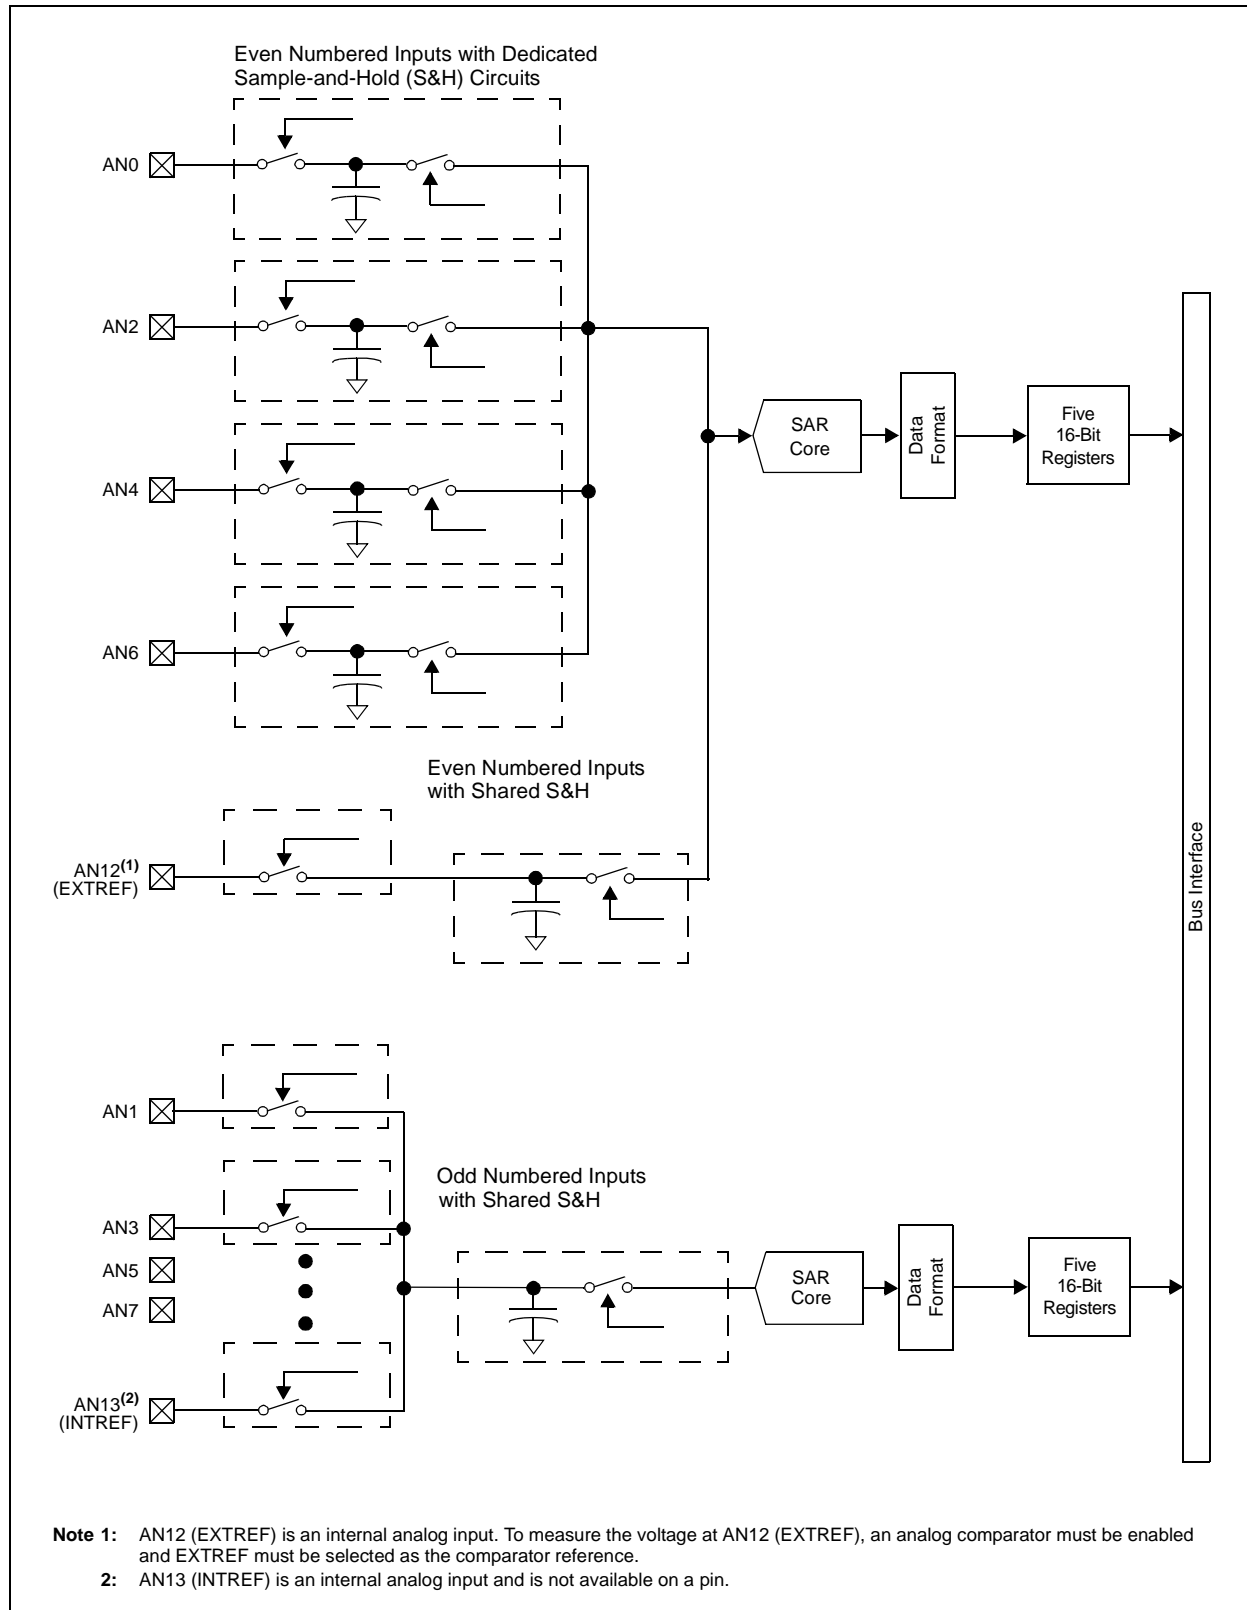 Even Numbered Inputs with Dedicated
Sample-and-Hold (S&H) Circuits
AN0
AN2
AN4
AN6
SAR
Core
Data
Format
Five
16-Bit
Registers
Even Numbered Inputs
with Shared S&H
AN12(1)
(EXTREF)
Bus Interface
AN1
AN3
AN5
AN7
AN13(2)
(INTREF)
Odd Numbered Inputs
with Shared S&H
SAR
Core
Data
Format
Five
16-Bit
Registers
Note 1: AN12 (EXTREF) is an internal analog input. To measure the voltage at AN12 (EXTREF), an analog comparator must be enabled
and EXTREF must be selected as the comparator reference.
2: AN13 (INTREF) is an internal analog input and is not available on a pin.